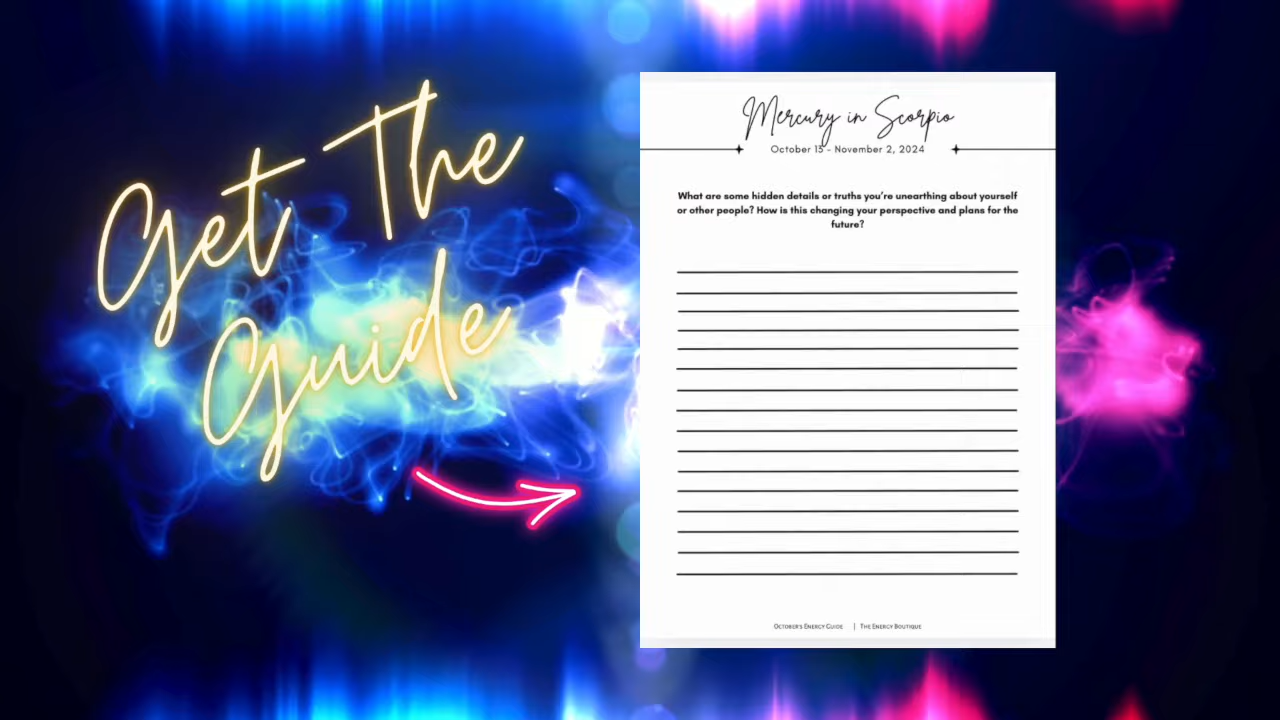 Get The
Guide
Mercury in Scorpio
October 15 - November 2, 2024
What are some hidden details or truths you're unearthing about yourself
or other people? How is this changing your perspective and plans for the
future?
October's Energy Guide | The Energy Boutique